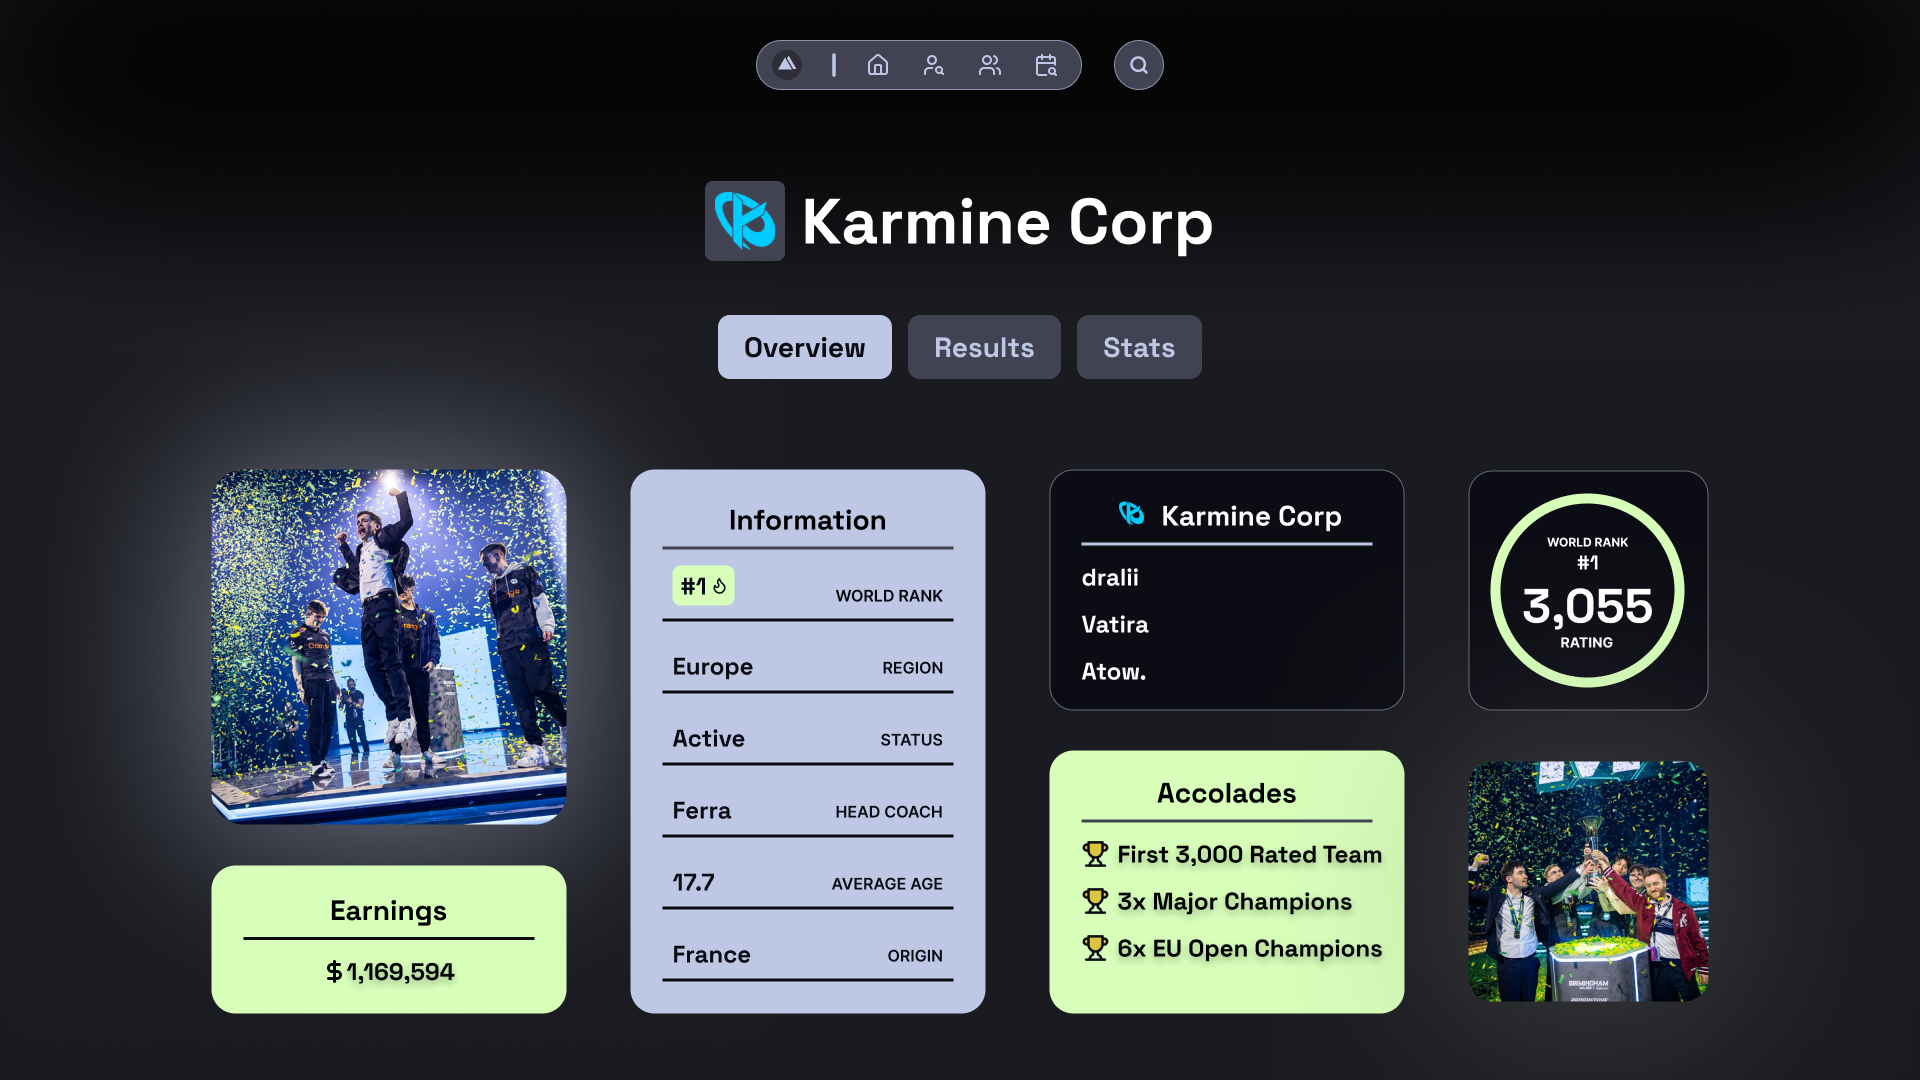 Karmine Corp
Overview
Results
Stats
Information
#1
WORLD RANK
Europe
REGION
Active
STATUS
Ferra
HEAD COACH
17.7
AVERAGE AGE
France
ORIGIN
Earnings
$1,169,594
Karmine Corp
dralii
Vatira
Atow.
Accolades
First 3,000 Rated Team
3x Major Champions
6x EU Open Champions
WORLD RANK
#1
3,055
RATING
BIRMINGHAM